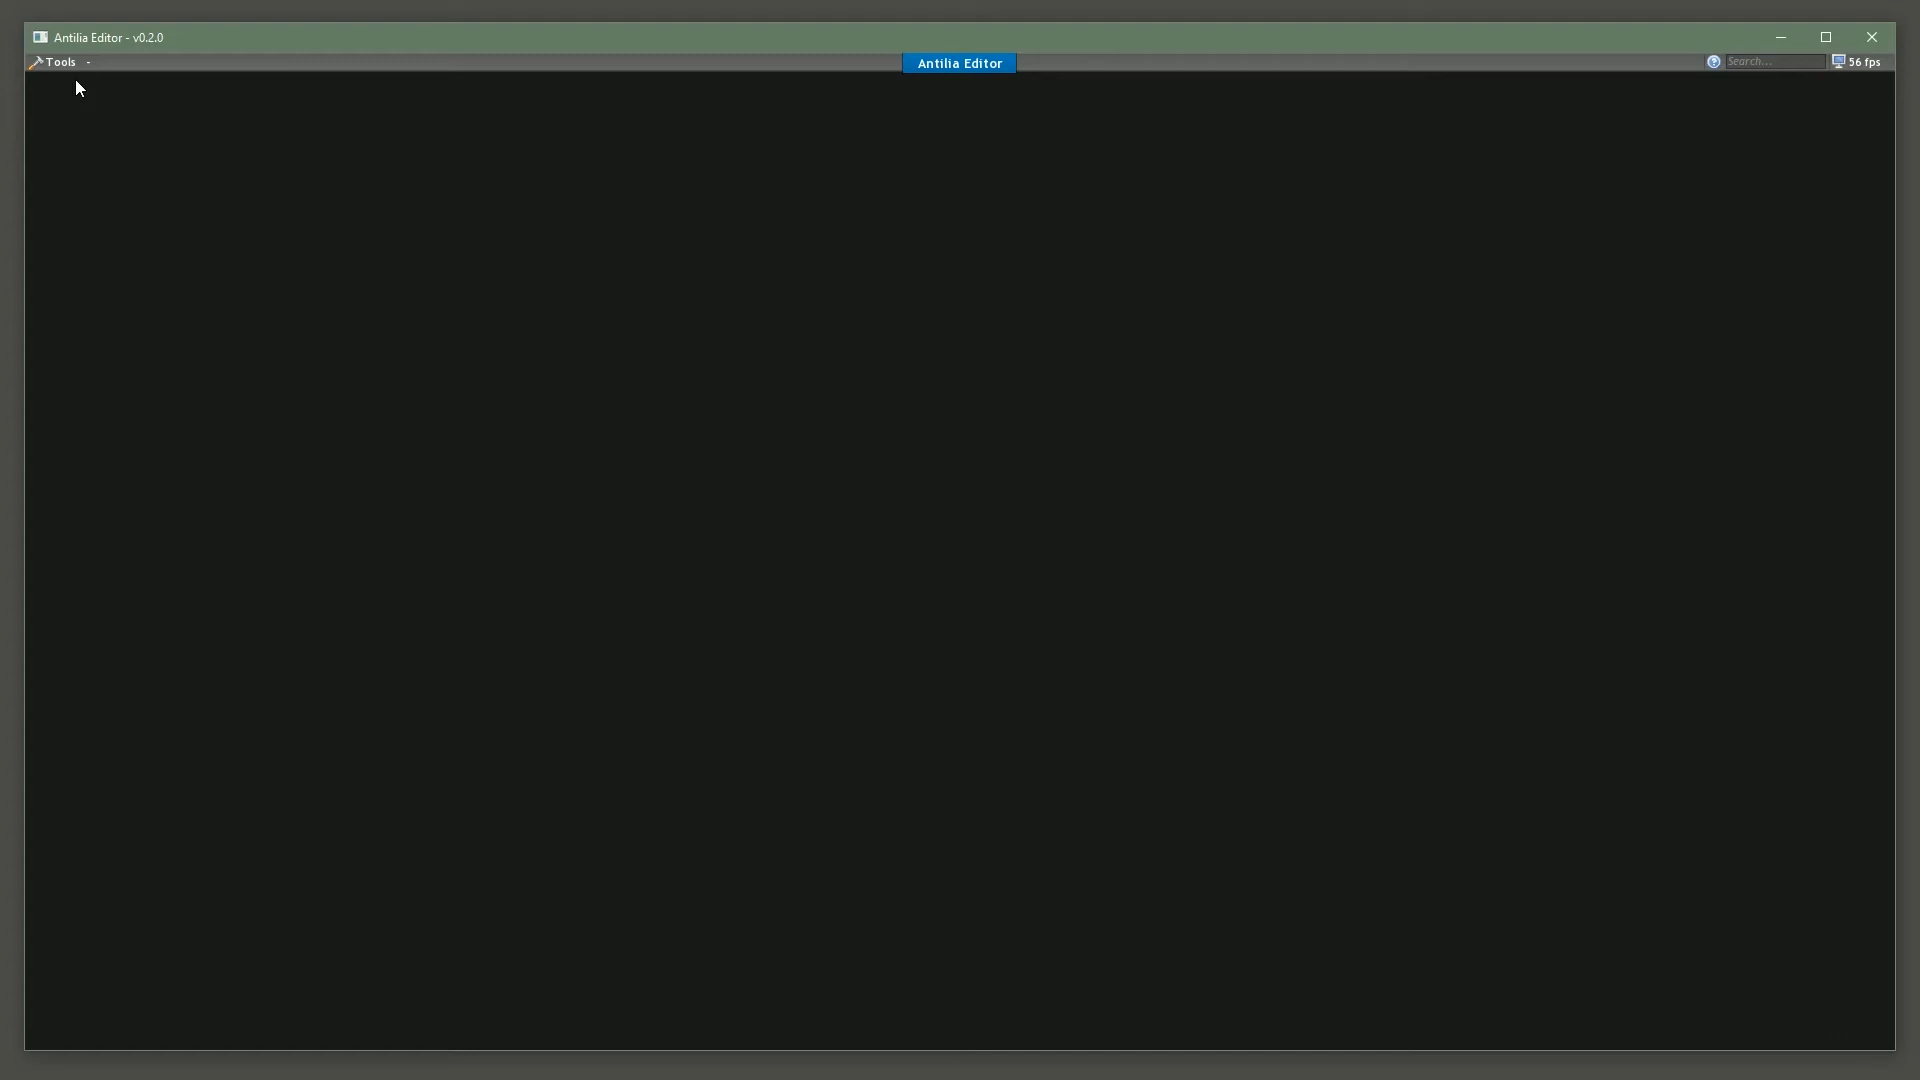 Antilia Editor - v0.2.0
Tools -
Antilia Editor
Search...
56 fps